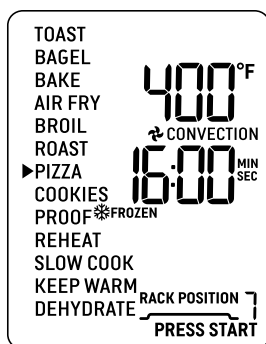 TOAST
BAGEL
BAKE
AIR FRY
BROIL
ROAST
PIZZA
COOKIES
PROOF
REHEAT
SLOW COOK
KEEP WARM
DEHYDRATE
400°F
CONVECTION
16:00 MIN
SEC
FROZEN
RACK POSITION 7
PRESS START